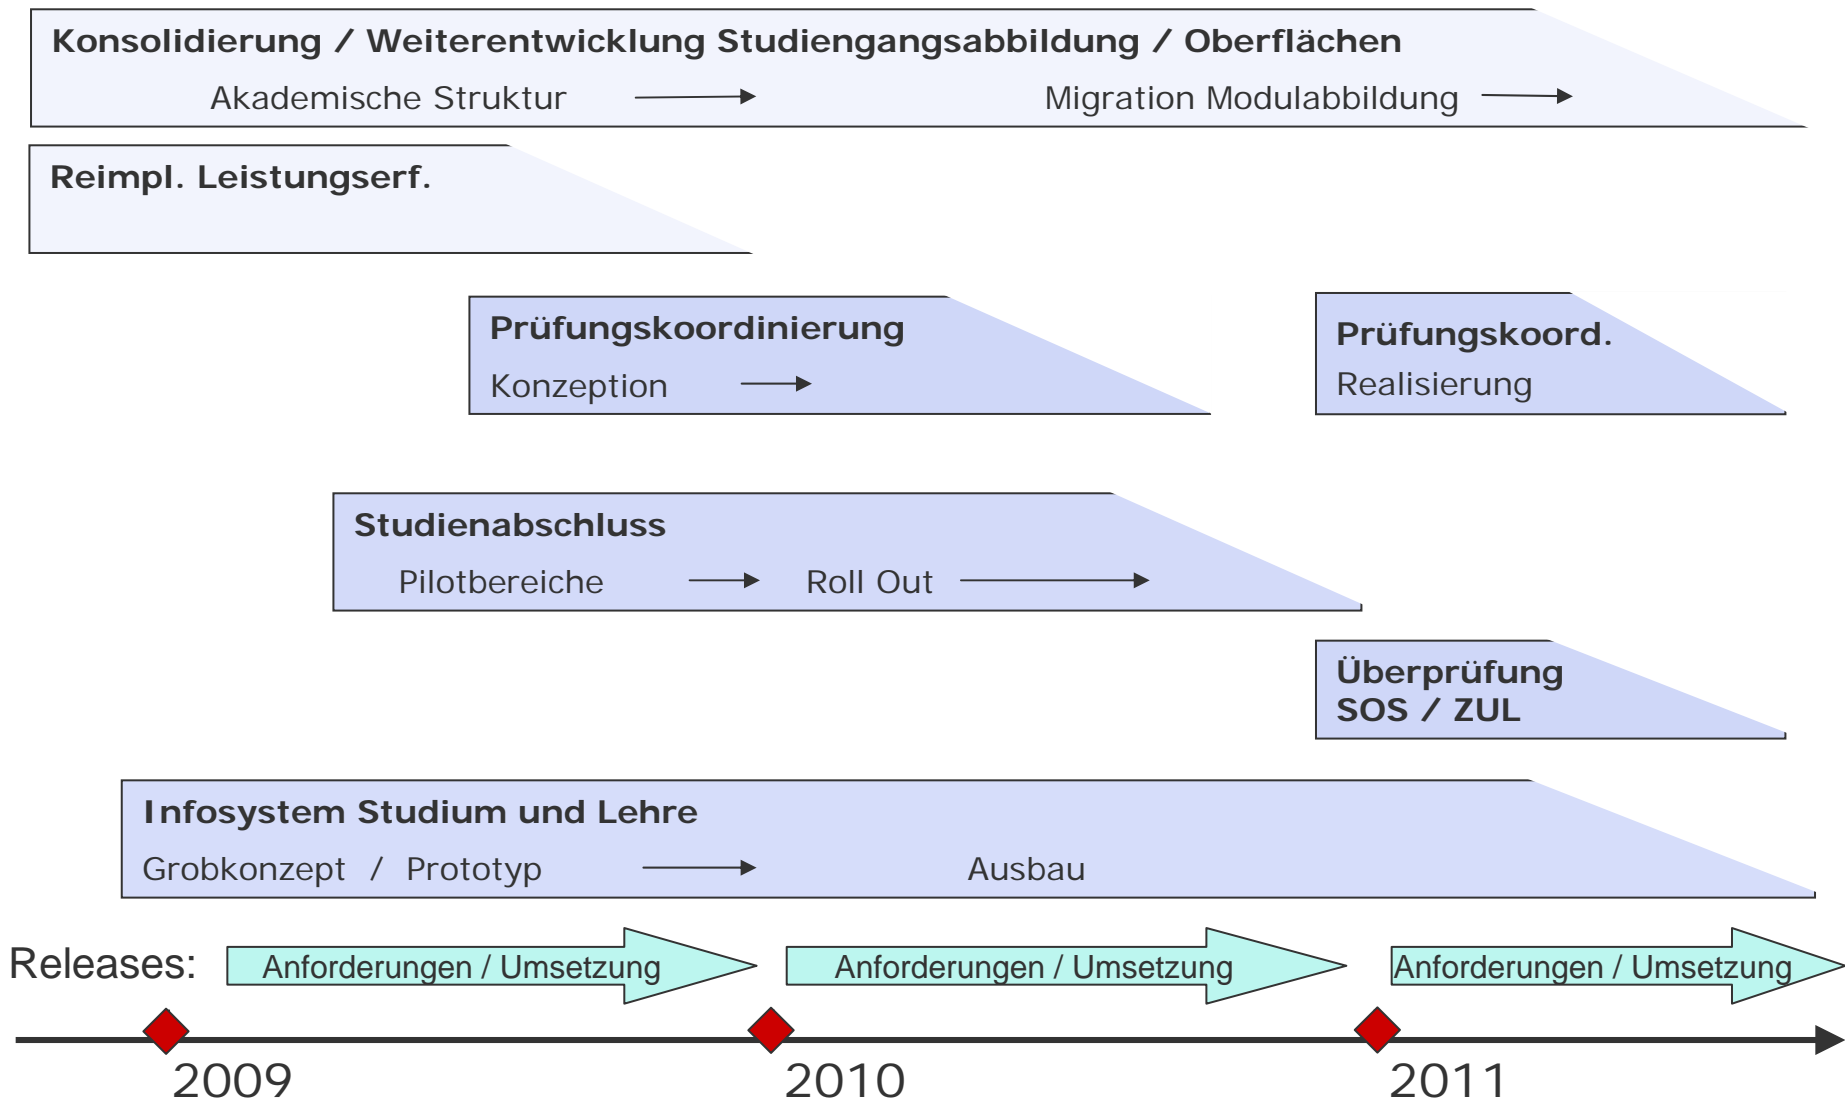 Konsolidierung / Weiterentwicklung Studiengangsabbildung / Oberflächen
Akademische Struktur Migration Modulabbildung
Reimpl. Leistungserf.
Prüfungskoordinierung
Konzeption
Prüfungskoord.
Realisierung
Studienabschluss
Pilotbereiche Roll Out
Überprüfung
SOS / ZUL
Infosystem Studium und Lehre
Grobkonzept / Prototyp Ausbau
Releases: Anforderungen / Umsetzung Anforderungen / Umsetzung Anforderungen / Umsetzung
2009 2010 2011